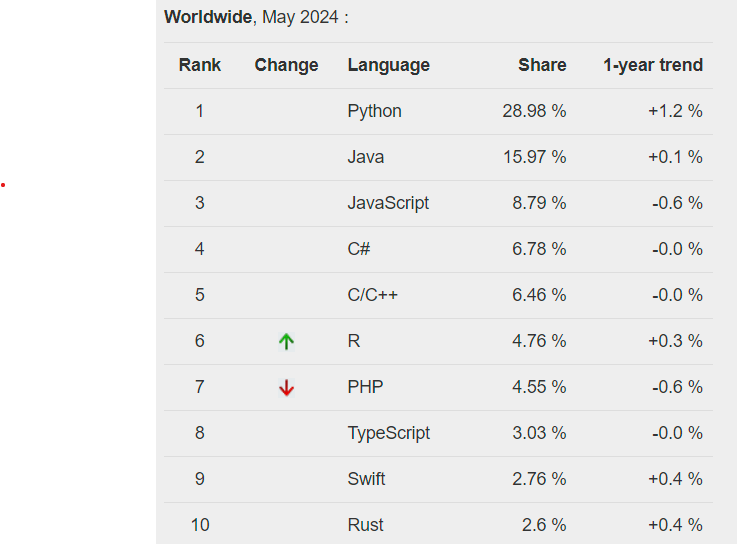 Worldwide, May 2024 :
Rank Change Language Share 1-year trend
1 Python 28.98 % +1.2 %
2 Java 15.97 % +0.1 %
3 JavaScript 8.79 % -0.6 %
4 C# 6.78 % -0.0 %
5 C/C++ 6.46 % -0.0 %
6 R 4.76 % +0.3 %
7 PHP 4.55 % -0.6 %
8 TypeScript 3.03 % -0.0 %
9 Swift 2.76 % +0.4 %
10 Rust 2.6 % +0.4 %